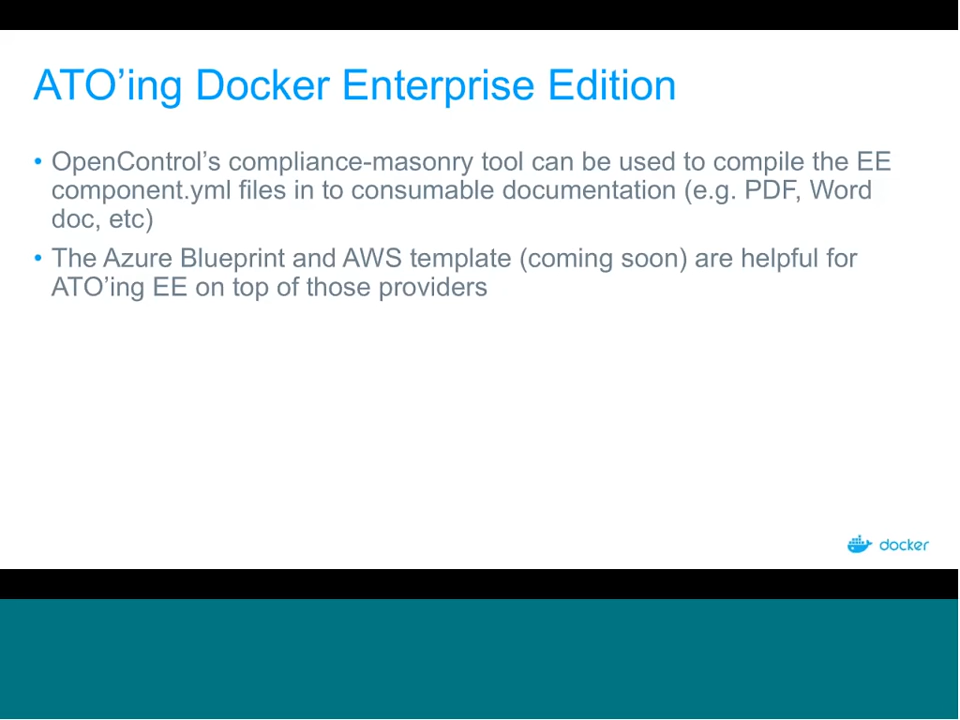 ATO’ing Docker Enterprise Edition
• OpenControl’s compliance-masonry tool can be used to compile the EE
component.yml files in to consumable documentation (e.g. PDF, Word
doc, etc)
• The Azure Blueprint and AWS template (coming soon) are helpful for
ATO’ing EE on top of those providers
docker